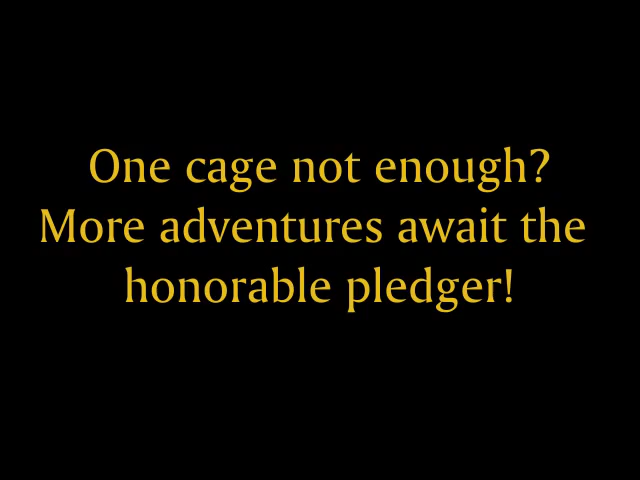 One cage not enough?
More adventures await the
honorable pledger!